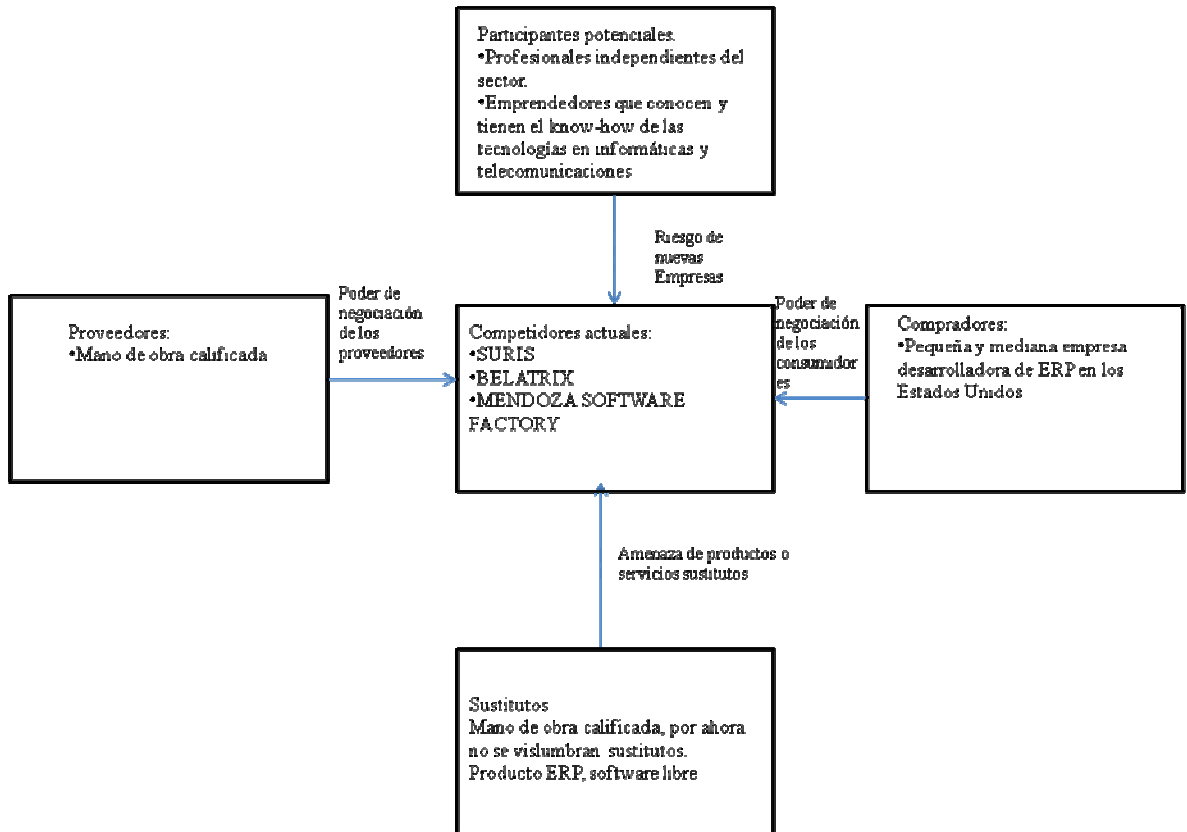 Participantes potenciales.
•Profesionales independientes del
sector.
•Emprendedores que conocen y
tienen el know-how de las
tecnologías en informáticas y
telecomunicaciones
Riesgo de
nuevas
Empresas
Proveedores:
•Mano de obra calificada
Poder de
negociación
de los
proveedores
Competidores actuales:
•SURIS
•BELATRIX
•MENDOZA SOFTWARE
FACTORY
Poder de
negociación
de los
consumidor
es
Compradores:
•Pequeña y mediana empresa
desarrolladora de ERP en los
Estados Unidos
Amenaza de productos o
servicios sustitutos
Sustitutos
Mano de obra calificada, por ahora
no se vislumbran sustitutos.
Producto ERP, software libre